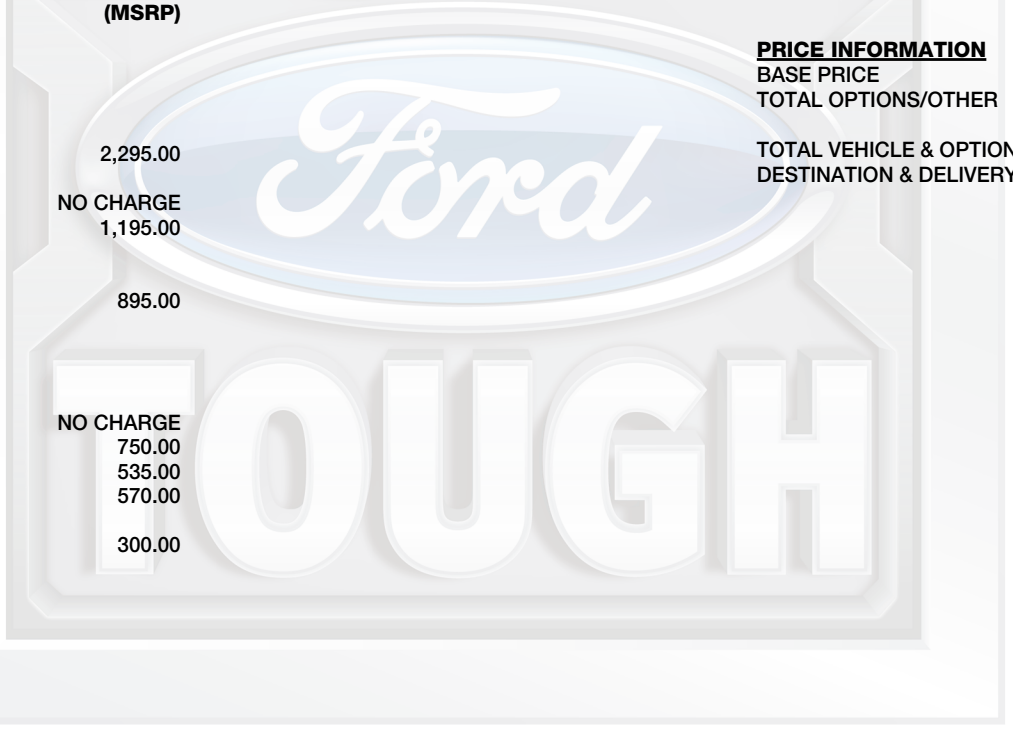 (MSRP)
2,295.00
NO CHARGE
1,195.00
895.00
NO CHARGE
750.00
535.00
570.00
300.00
PRICE INFORMATION
BASE PRICE
TOTAL OPTIONS/OTHER
TOTAL VEHICLE & OPTION
DESTINATION & DELIVERY
Ford
TOUGH